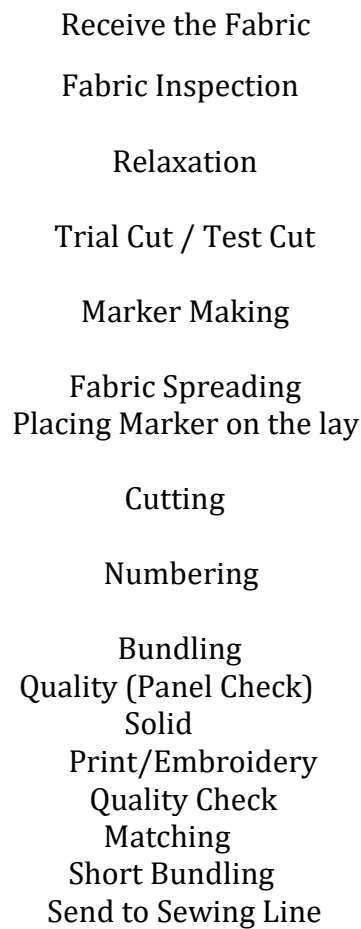 Receive the Fabric
Fabric Inspection
Relaxation
Trial Cut / Test Cut
Marker Making
Fabric Spreading
Placing Marker on the lay
Cutting
Numbering
Bundling
Quality (Panel Check)
Solid
Print/Embroidery
Quality Check
Matching
Short Bundling
Send to Sewing Line